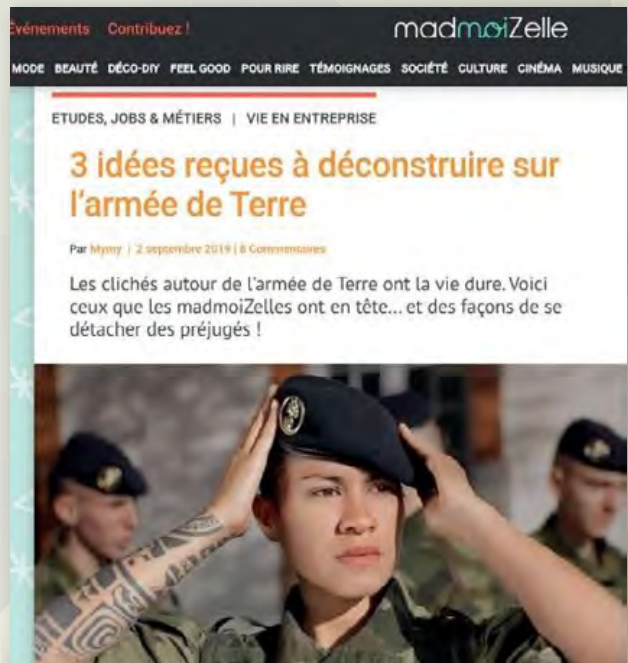 Événements Contribuez !
madmoiZelle
MODE BEAUTÉ DÉCO-DIY FEEL GOOD POUR RIRE TÉMOIGNAGES SOCIÉTÉ CULTURE CINÉMA MUSIQUE
ETUDES, JOBS & MÉTIERS | VIE EN ENTREPRISE
3 idées reçues à déconstruire sur
l'armée de Terre
Par Mymy | 2 septembre 2019 | 8 Commentaires
Les clichés autour de l'armée de Terre ont la vie dure. Voici
ceux que les madmoiZelles ont en tête... et des façons de se
détacher des préjugés !